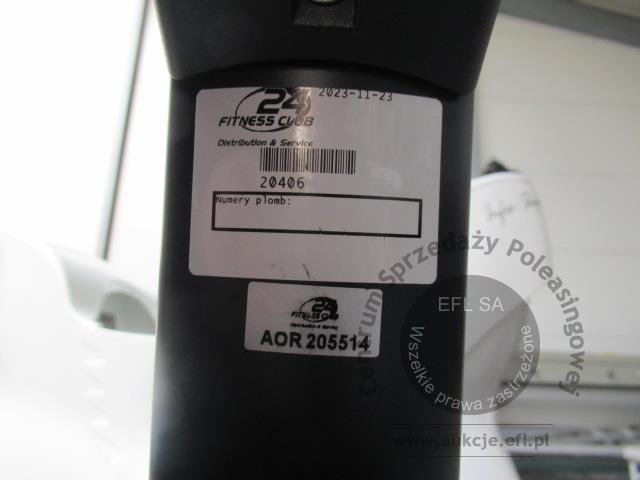 2023-11-23
24
FITNESS CLUB
Distribution & Service
20406
Numery plomb:
24
FITNESS CLUB
Distribution & Service
AOR 205514
Centrum Sprzedaży Poleasingowej
EFL SA
Wszelkie prawa zastrzeżone
www.aukcje.efl.pl